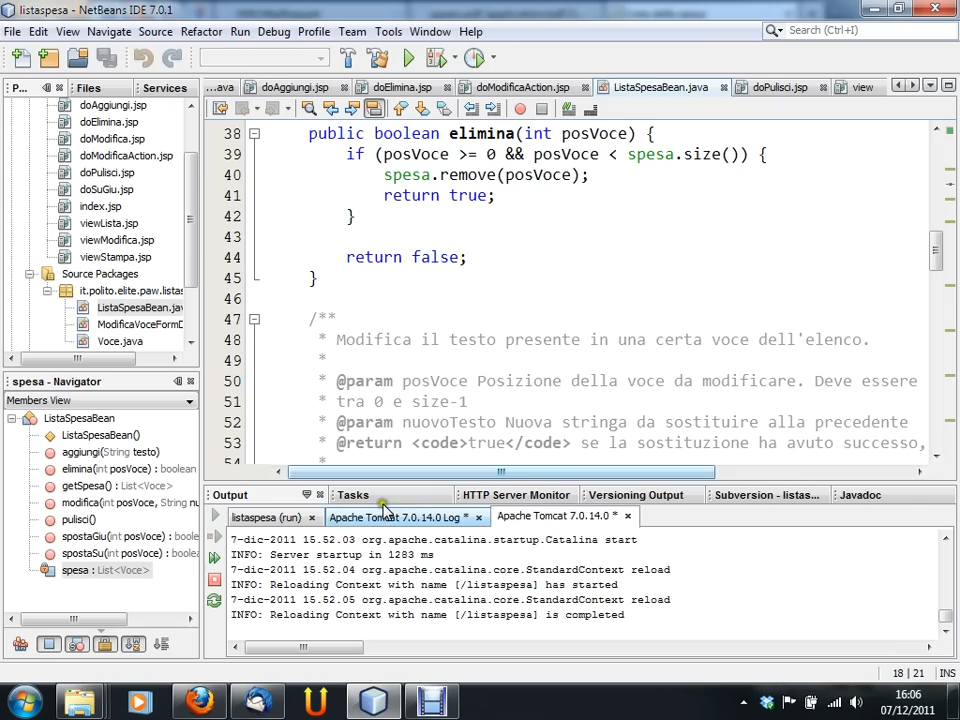 listaspesa - NetBeans IDE 7.0.1
File Edit View Navigate Source Refactor Run Debug Profile Team Tools Window Help
Search (Ctrl+I)
P... Files Services
...ava doAggiungi.jsp doElimina.jsp doModificaAction.jsp ListaSpesaBean.java doPulisci.jsp view
doAggiungi.jsp
doElimina.jsp
doModifica.jsp
doModificaAction.jsp
doPulisci.jsp
doSuGiu.jsp
index.jsp
viewLista.jsp
viewModifica.jsp
viewStampa.jsp
Source Packages
it.polito.elite.paw.listas
ListaSpesaBean.jav
ModificaVoceFormD
Voce.java
38 public boolean elimina(int posVoce) {
39 if (posVoce >= 0 && posVoce < spesa.size()) {
40 spesa.remove(posVoce);
41 return true;
42 }
43
44 return false;
45 }
46
47 /**
48 * Modifica il testo presente in una certa voce dell'elenco.
49 *
50 * @param posVoce Posizione della voce da modificare. Deve essere
51 * tra 0 e size-1
52 * @param nuovoTesto Nuova stringa da sostituire alla precedente
53 * @return <code>true</code> se la sostituzione ha avuto successo,
54 *
spesa - Navigator
Members View
ListaSpesaBean
ListaSpesaBean()
aggiungi(String testo)
elimina(int posVoce) : boolean
getSpesa() : List<Voce>
modifica(int posVoce, String nu
pulisci()
spostaGiu(int posVoce) : boolean
spostaSu(int posVoce) : boolean
spesa : List<Voce>
Output Tasks HTTP Server Monitor Versioning Output Subversion - listas... Javadoc
listaspesa (run) Apache Tomcat 7.0.14.0 Log * Apache Tomcat 7.0.14.0 *
7-dic-2011 15.52.03 org.apache.catalina.startup.Catalina start
INFO: Server startup in 1283 ms
7-dic-2011 15.52.04 org.apache.catalina.core.StandardContext reload
INFO: Reloading Context with name [/listaspesa] has started
7-dic-2011 15.52.05 org.apache.catalina.core.StandardContext reload
INFO: Reloading Context with name [/listaspesa] is completed
18 | 21 INS
16:06
07/12/2011